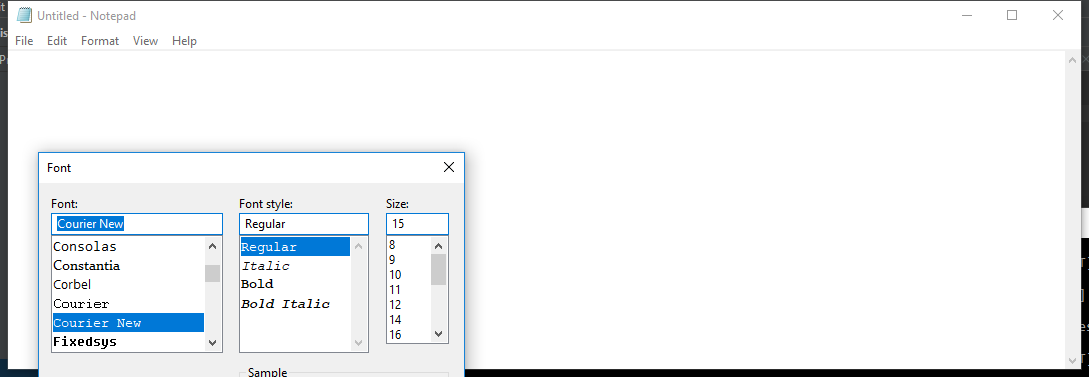 Untitled - Notepad
File Edit Format View Help
Font
Font: Font style: Size:
Courier New Regular 15
Consolas
Constantia
Corbel
Courier
Courier New
Fixedsys
Regular
Italic
Bold
Bold Italic
8
9
10
11
12
14
16
Sample